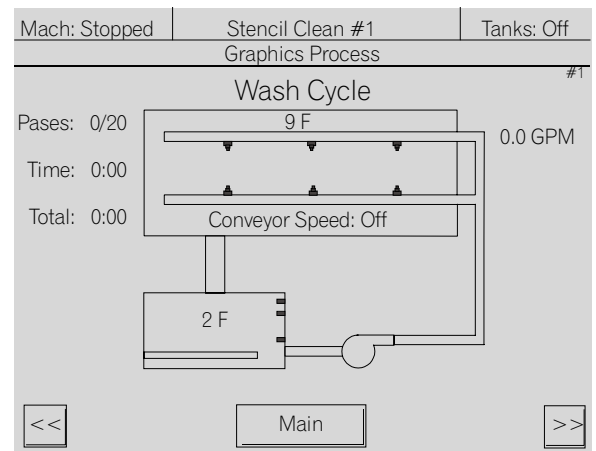 Mach: Stopped Stencil Clean #1 Tanks: Off
Graphics Process
#1
Wash Cycle
Pases: 0/20 9 F 0.0 GPM
Time: 0:00
Total: 0:00 Conveyor Speed: Off
2 F
<< Main >>